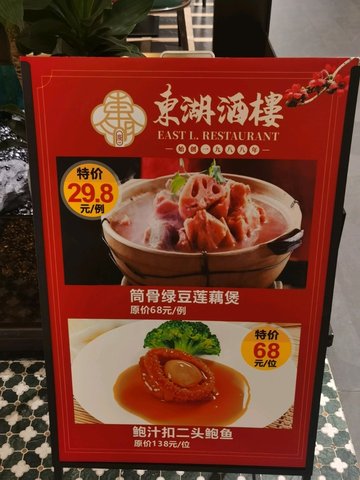 東湖酒樓
EAST L. RESTAURANT
始創一九八八年
特价
29.8
元/例
筒骨绿豆莲藕煲
原价68元/例
特价
68
元/位
鲍汁扣二头鲍鱼
原价138元/位